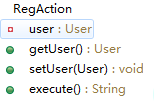 RegAction
user : User
getUser() : User
setUser(User) : void
execute() : String